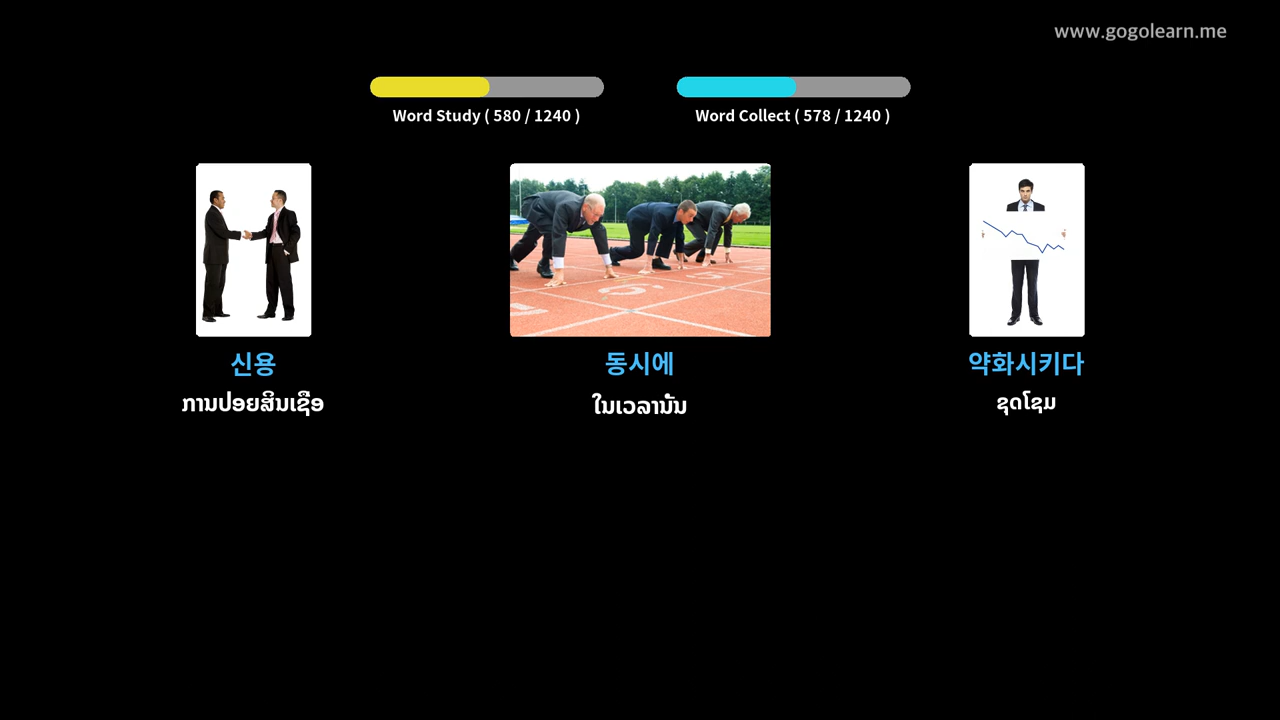 www.gogolearn.me
Word Study ( 580 / 1240 )
Word Collect ( 578 / 1240 )
신용
동시에
약화시키다
ການປອຍສິນເຊື່ອ
ໃນເວລານັ້ນ
ຊຸດໂຊມ